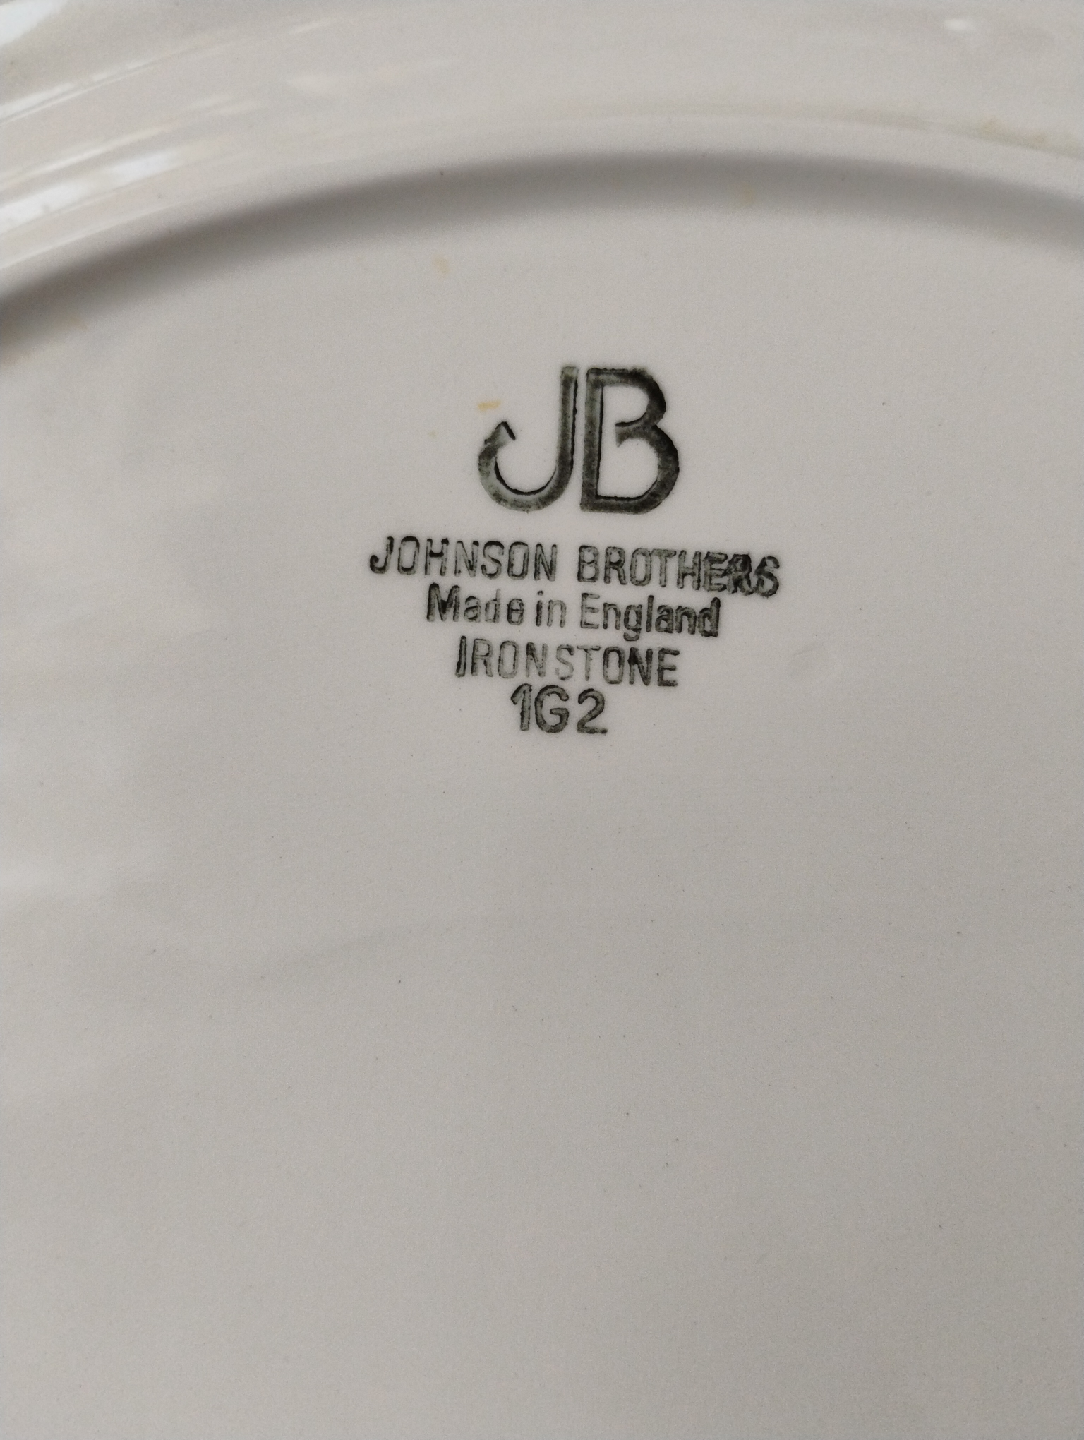 JB
JOHNSON BROTHERS
Made in England
IRONSTONE
1G2